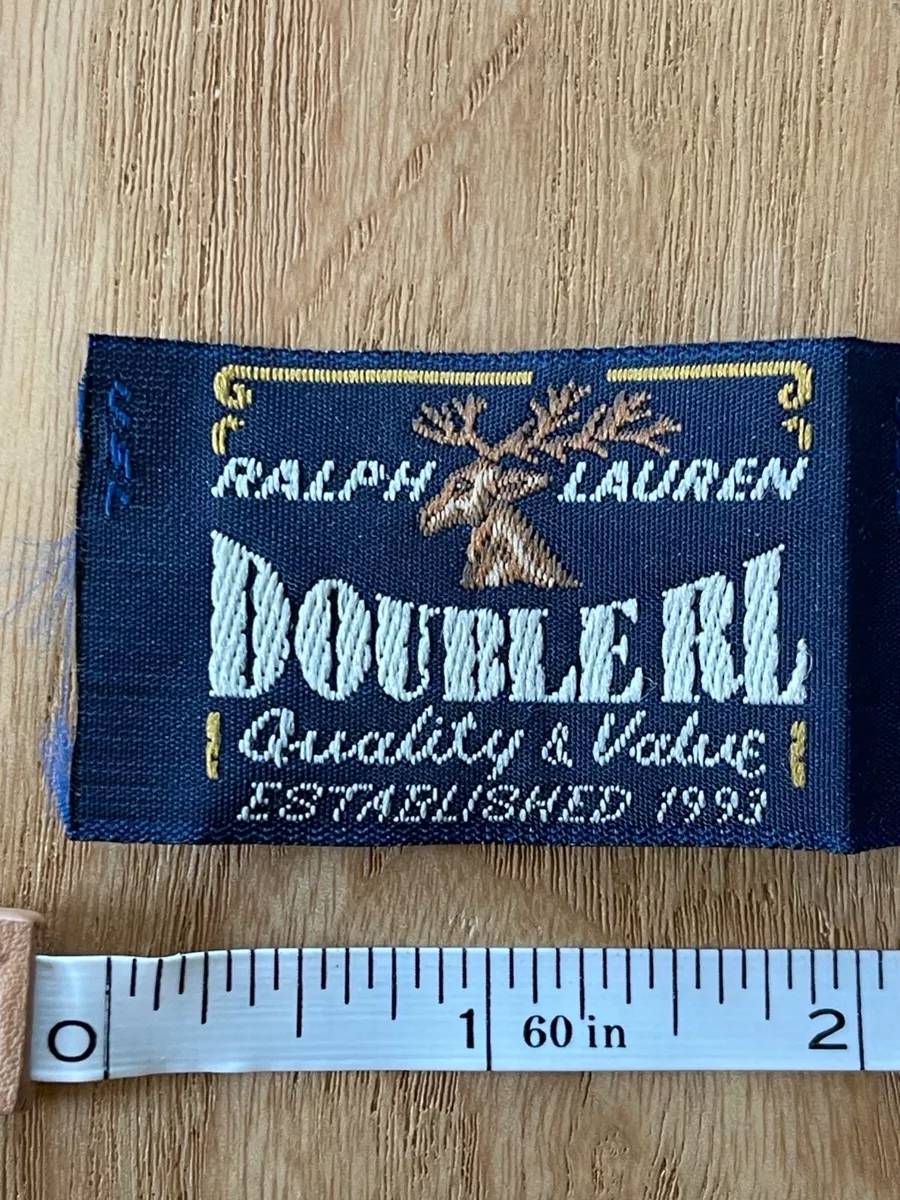 RALPH LAUREN
DOUBLE RL
Quality & Value
ESTABLISHED 1993
0 1 60 in 2